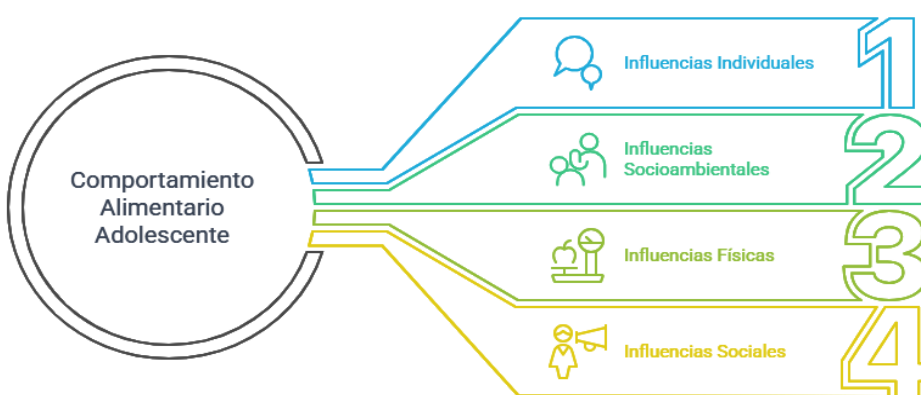 Comportamiento
Alimentario
Adolescente
Influencias Individuales
1
Influencias
Socioambientales
2
Influencias Físicas
3
Influencias Sociales
4